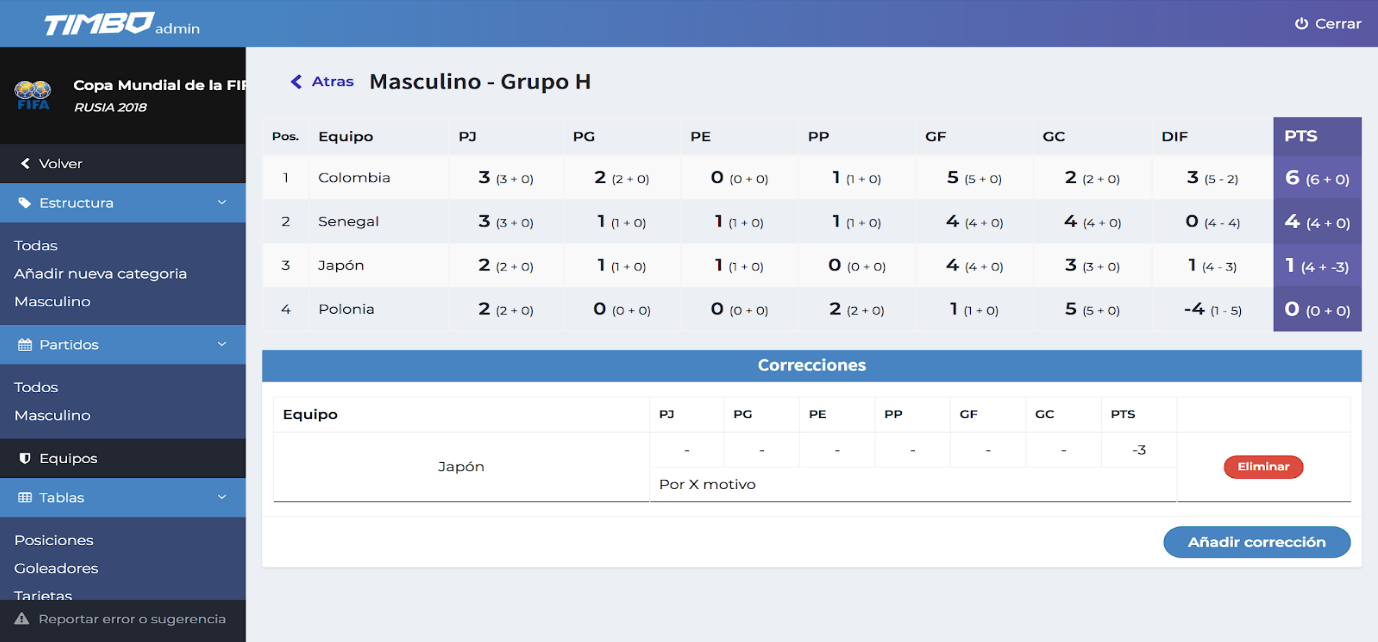 TIMBO admin
Cerrar
FIFA
Copa Mundial de la FIF
RUSIA 2018
Volver
Estructura
Todas
Añadir nueva categoria
Masculino
Partidos
Todos
Masculino
Equipos
Tablas
Posiciones
Goleadores
Tarjetas
Reportar error o sugerencia
Atras Masculino - Grupo H
Pos. Equipo PJ PG PE PP GF GC DIF PTS
1 Colombia 3 (3 + 0) 2 (2 + 0) 0 (0 + 0) 1 (1 + 0) 5 (5 + 0) 2 (2 + 0) 3 (5 - 2) 6 (6 + 0)
2 Senegal 3 (3 + 0) 1 (1 + 0) 1 (1 + 0) 1 (1 + 0) 4 (4 + 0) 4 (4 + 0) 0 (4 - 4) 4 (4 + 0)
3 Japón 2 (2 + 0) 1 (1 + 0) 1 (1 + 0) 0 (0 + 0) 4 (4 + 0) 3 (3 + 0) 1 (4 - 3) 1 (4 + -3)
4 Polonia 2 (2 + 0) 0 (0 + 0) 0 (0 + 0) 2 (2 + 0) 1 (1 + 0) 5 (5 + 0) -4 (1 - 5) 0 (0 + 0)
Correcciones
Equipo PJ PG PE PP GF GC PTS
Japón - - - - - - -3
Por X motivo
Eliminar
Añadir corrección